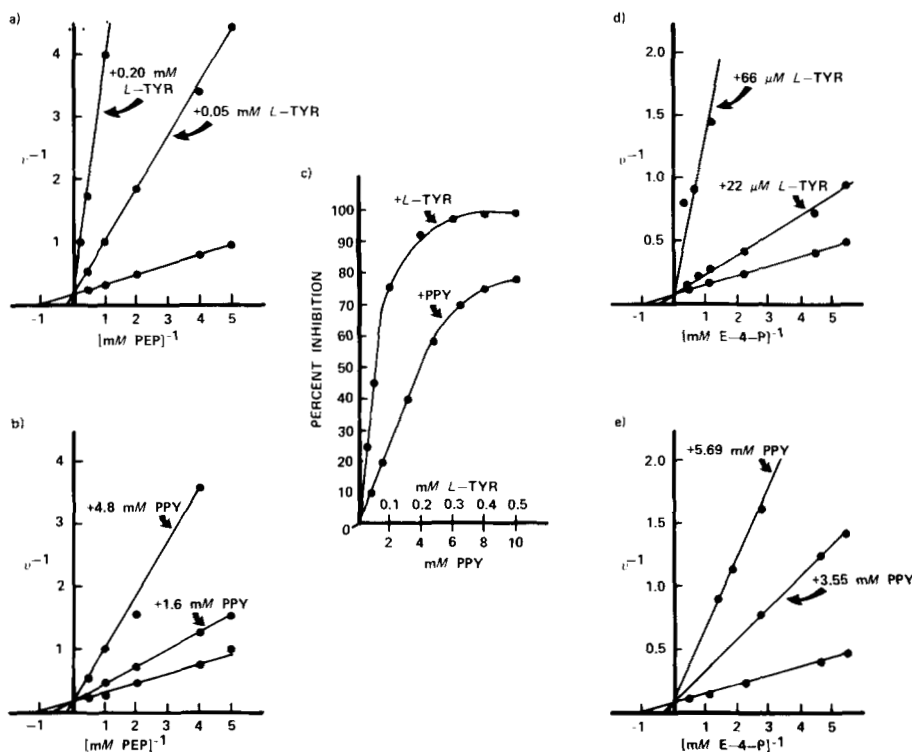 a)
4
3
2
1
v⁻¹
+0.20 mM
L-TYR
+0.05 mM L-TYR
-1 1 2 3 4 5
[mM PEP]⁻¹
b)
4
3
2
1
v⁻¹
+4.8 mM PPY
+1.6 mM PPY
-1 1 2 3 4 5
[mM PEP]⁻¹
c)
PERCENT INHIBITION
100
90
80
70
60
50
40
30
20
10
0
+L-TYR
+PPY
mM L-TYR
0.1 0.2 0.3 0.4 0.5
2 4 6 8 10
mM PPY
d)
2.0
1.5
1.0
0.5
v⁻¹
+66 μM L-TYR
+22 μM L-TYR
-1 1 2 3 4 5
[mM E-4-P]⁻¹
e)
2.0
1.5
1.0
0.5
v⁻¹
+5.69 mM PPY
+3.55 mM PPY
-1 1 2 3 4 5
[mM E-4-P]⁻¹